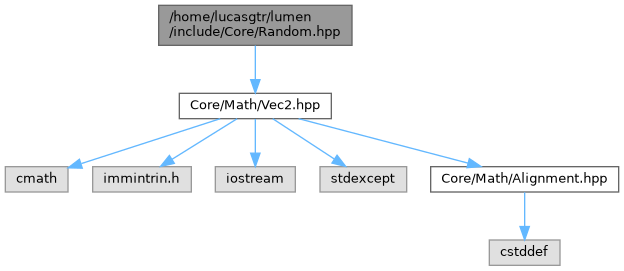 /home/lucasgtr/lumen
/include/Core/Random.hpp
Core/Math/Vec2.hpp
cmath
immintrin.h
iostream
stdexcept
Core/Math/Alignment.hpp
cstddef